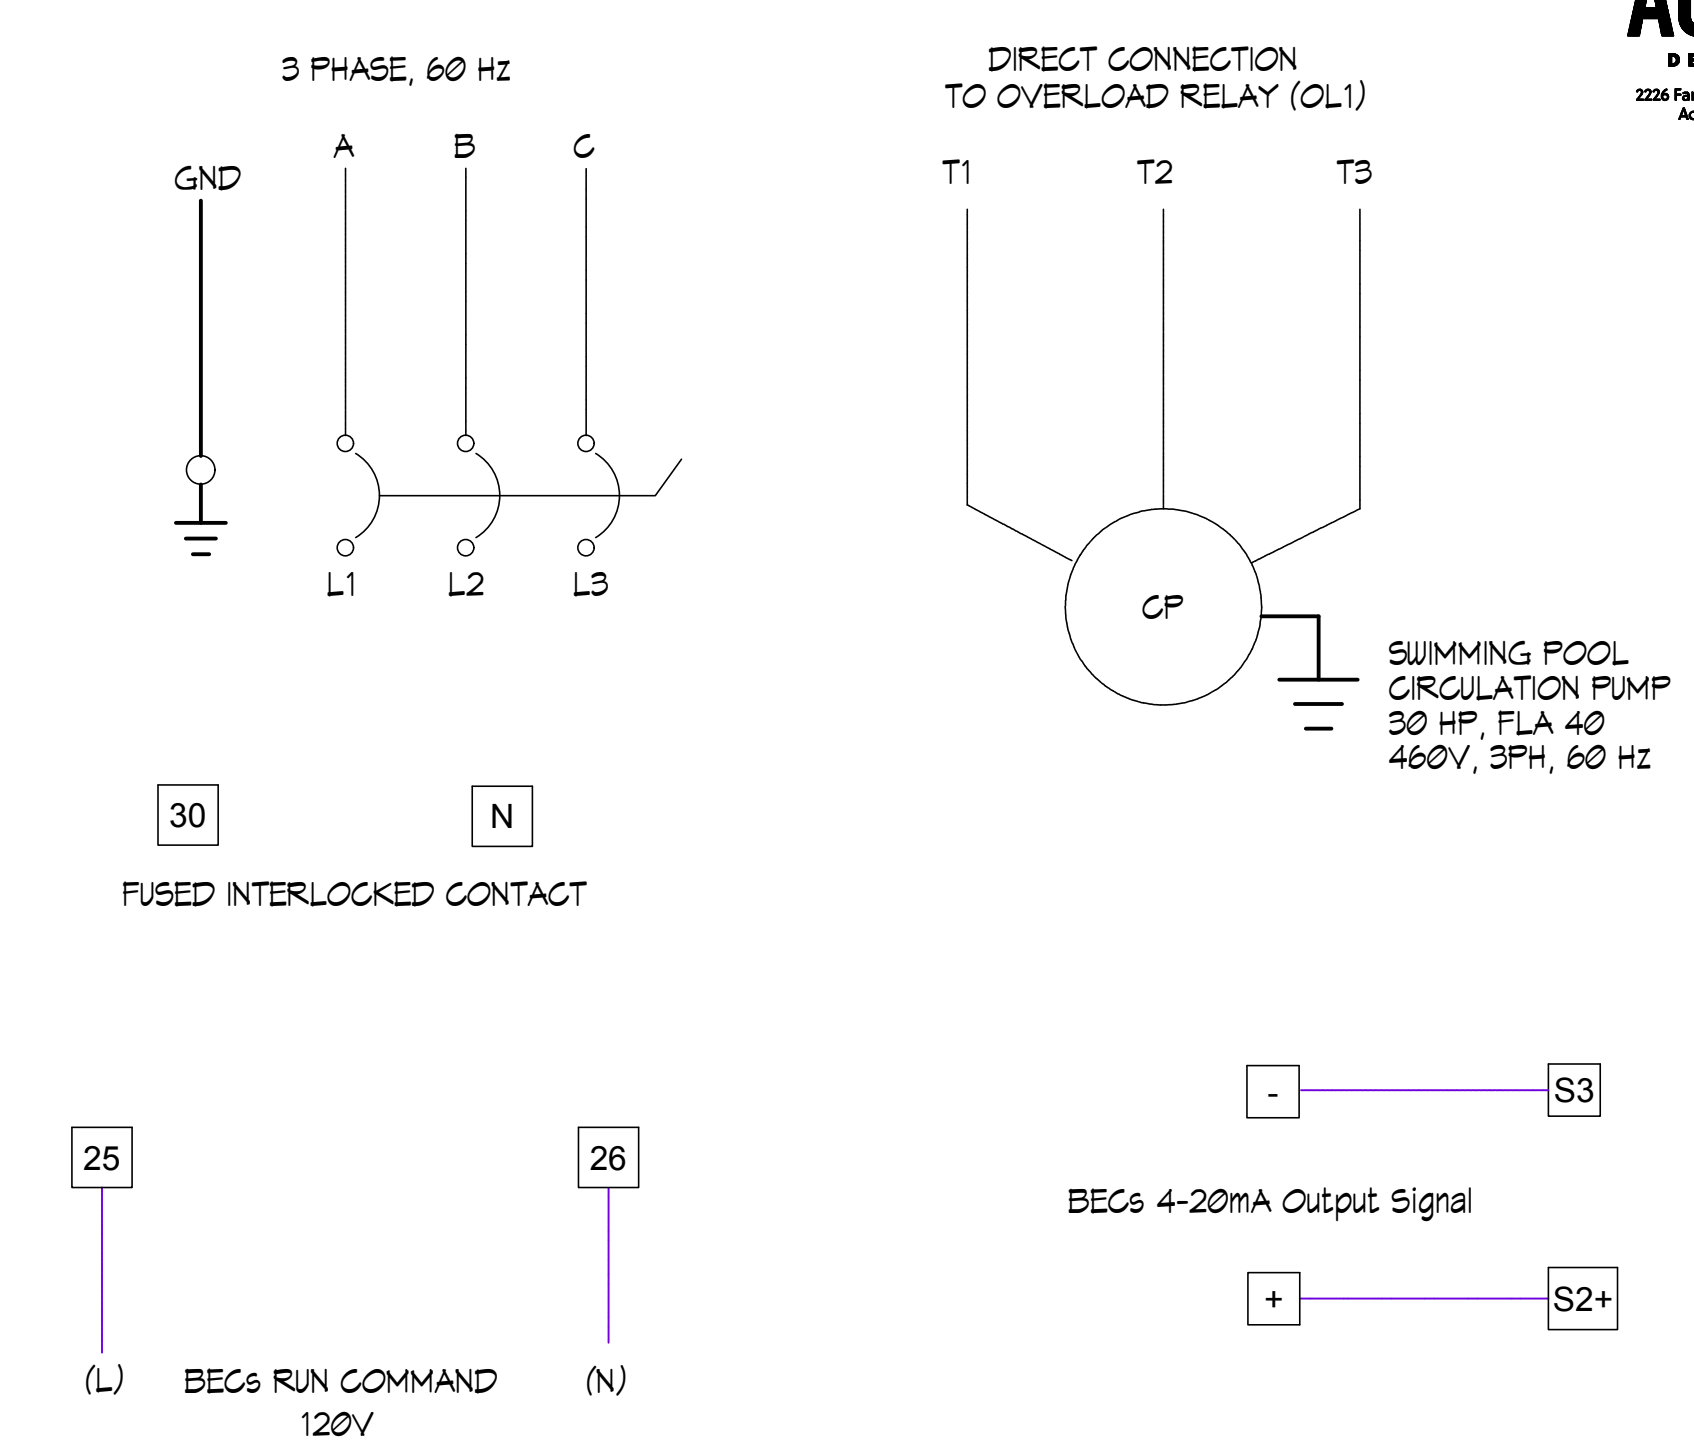 3 PHASE, 60 Hz
DIRECT CONNECTION
TO OVERLOAD RELAY (OL1)
D E
2226 Far
A B C
GND
T1 T2 T3
L1 L2 L3
CP
SWIMMING POOL
CIRCULATION PUMP
30 HP, FLA 40
460V, 3PH, 60 Hz
30 N
FUSED INTERLOCKED CONTACT
- S3
25 26
BECs 4-20mA Output Signal
+ S2+
(L) BECs RUN COMMAND (N)
120V